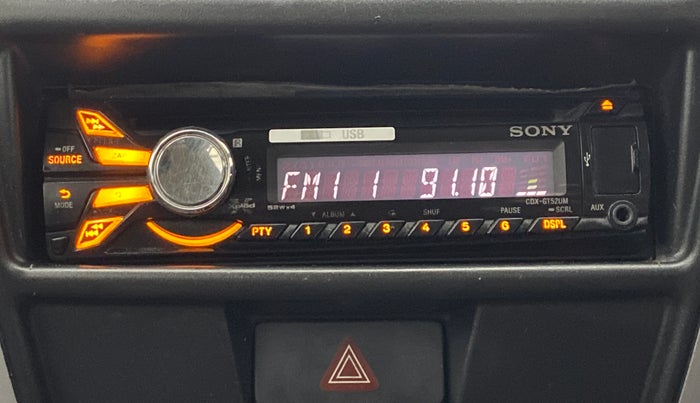 SONY
USB
OFF
SOURCE
MODE
FM1 1 91.10
CDX-GT52UM
52W×4
ALBUM
SHUF
PAUSE
SCRL
AUX
PTY 1 2 3 4 5 6 DSPL